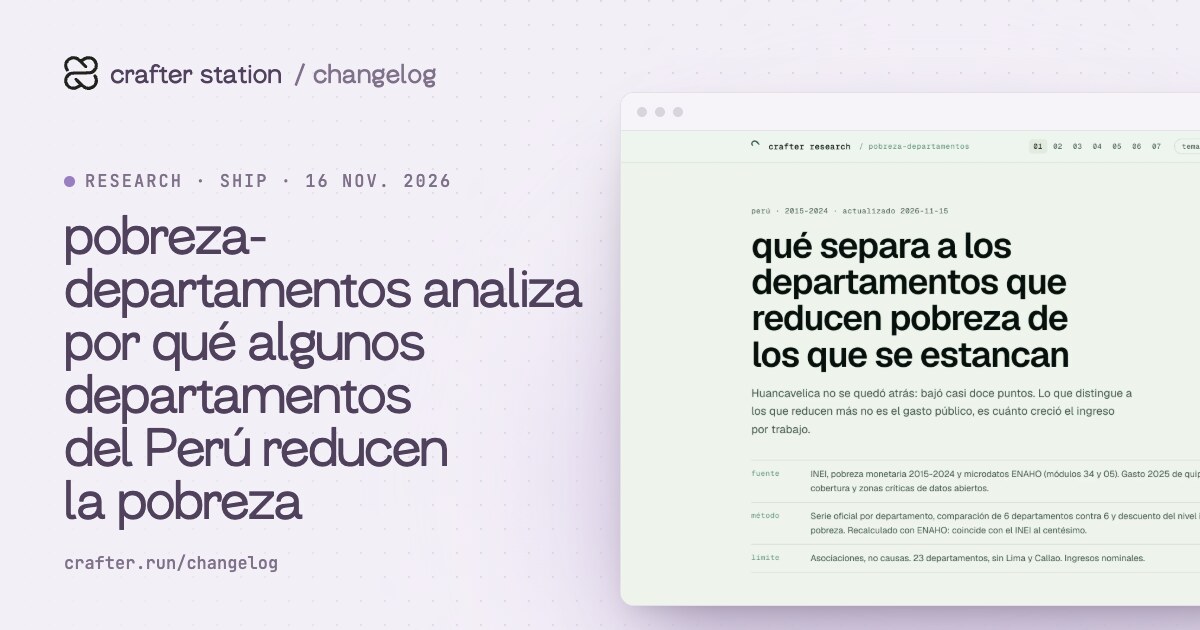 crafter station / changelog
RESEARCH · SHIP · 16 NOV. 2026
pobreza-
departamentos analiza
por qué algunos
departamentos
del Perú reducen
la pobreza
crafter.run/changelog
crafter research / pobreza-departamentos 01 02 03 04 05 06 07 tema
perú · 2015-2024 · actualizado 2026-11-15
qué separa a los
departamentos que
reducen pobreza de
los que se estancan
Huancavelica no se quedó atrás: bajó casi doce puntos. Lo que distingue a
los que reducen más no es el gasto público, es cuánto creció el ingreso
por trabajo.
fuente INEI, pobreza monetaria 2015-2024 y microdatos ENAHO (módulos 34 y 05). Gasto 2025 de
cobertura y zonas críticas de datos abiertos.
método Serie oficial por departamento, comparación de 6 departamentos contra 6 y descuento del nivel
pobreza. Recalculado con ENAHO: coincide con el INEI al centésimo.
límite Asociaciones, no causas. 23 departamentos, sin Lima y Callao. Ingresos nominales.